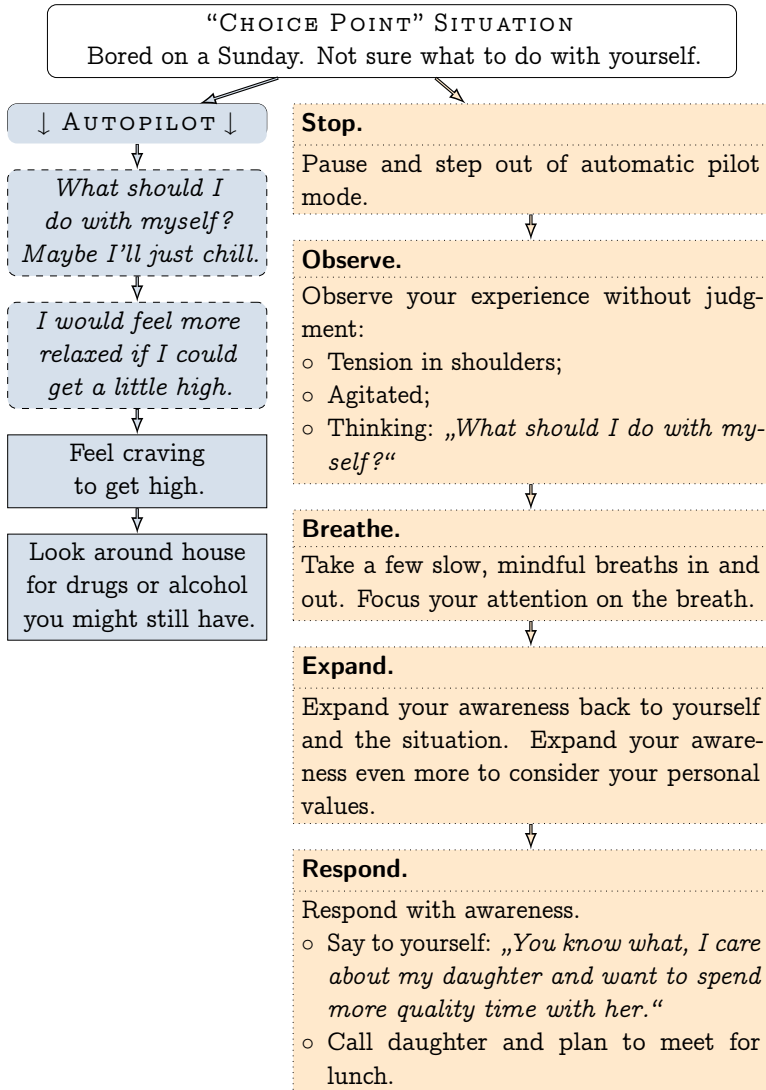 “Choice Point” Situation
Bored on a Sunday. Not sure what to do with yourself.
↓ Autopilot ↓
What should I
do with myself?
Maybe I'll just chill.
I would feel more
relaxed if I could
get a little high.
Feel craving
to get high.
Look around house
for drugs or alcohol
you might still have.
Stop.
Pause and step out of automatic pilot
mode.
Observe.
Observe your experience without judg-
ment:
○ Tension in shoulders;
○ Agitated;
○ Thinking: „What should I do with my-
self?“
Breathe.
Take a few slow, mindful breaths in and
out. Focus your attention on the breath.
Expand.
Expand your awareness back to yourself
and the situation. Expand your aware-
ness even more to consider your personal
values.
Respond.
Respond with awareness.
○ Say to yourself: „You know what, I care
about my daughter and want to spend
more quality time with her.“
○ Call daughter and plan to meet for
lunch.